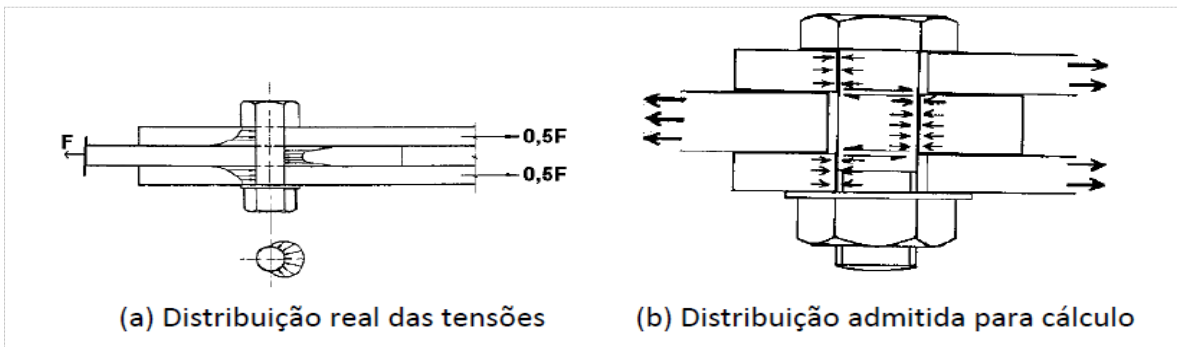 F
0,5F
0,5F
(a) Distribuição real das tensões
(b) Distribuição admitida para cálculo